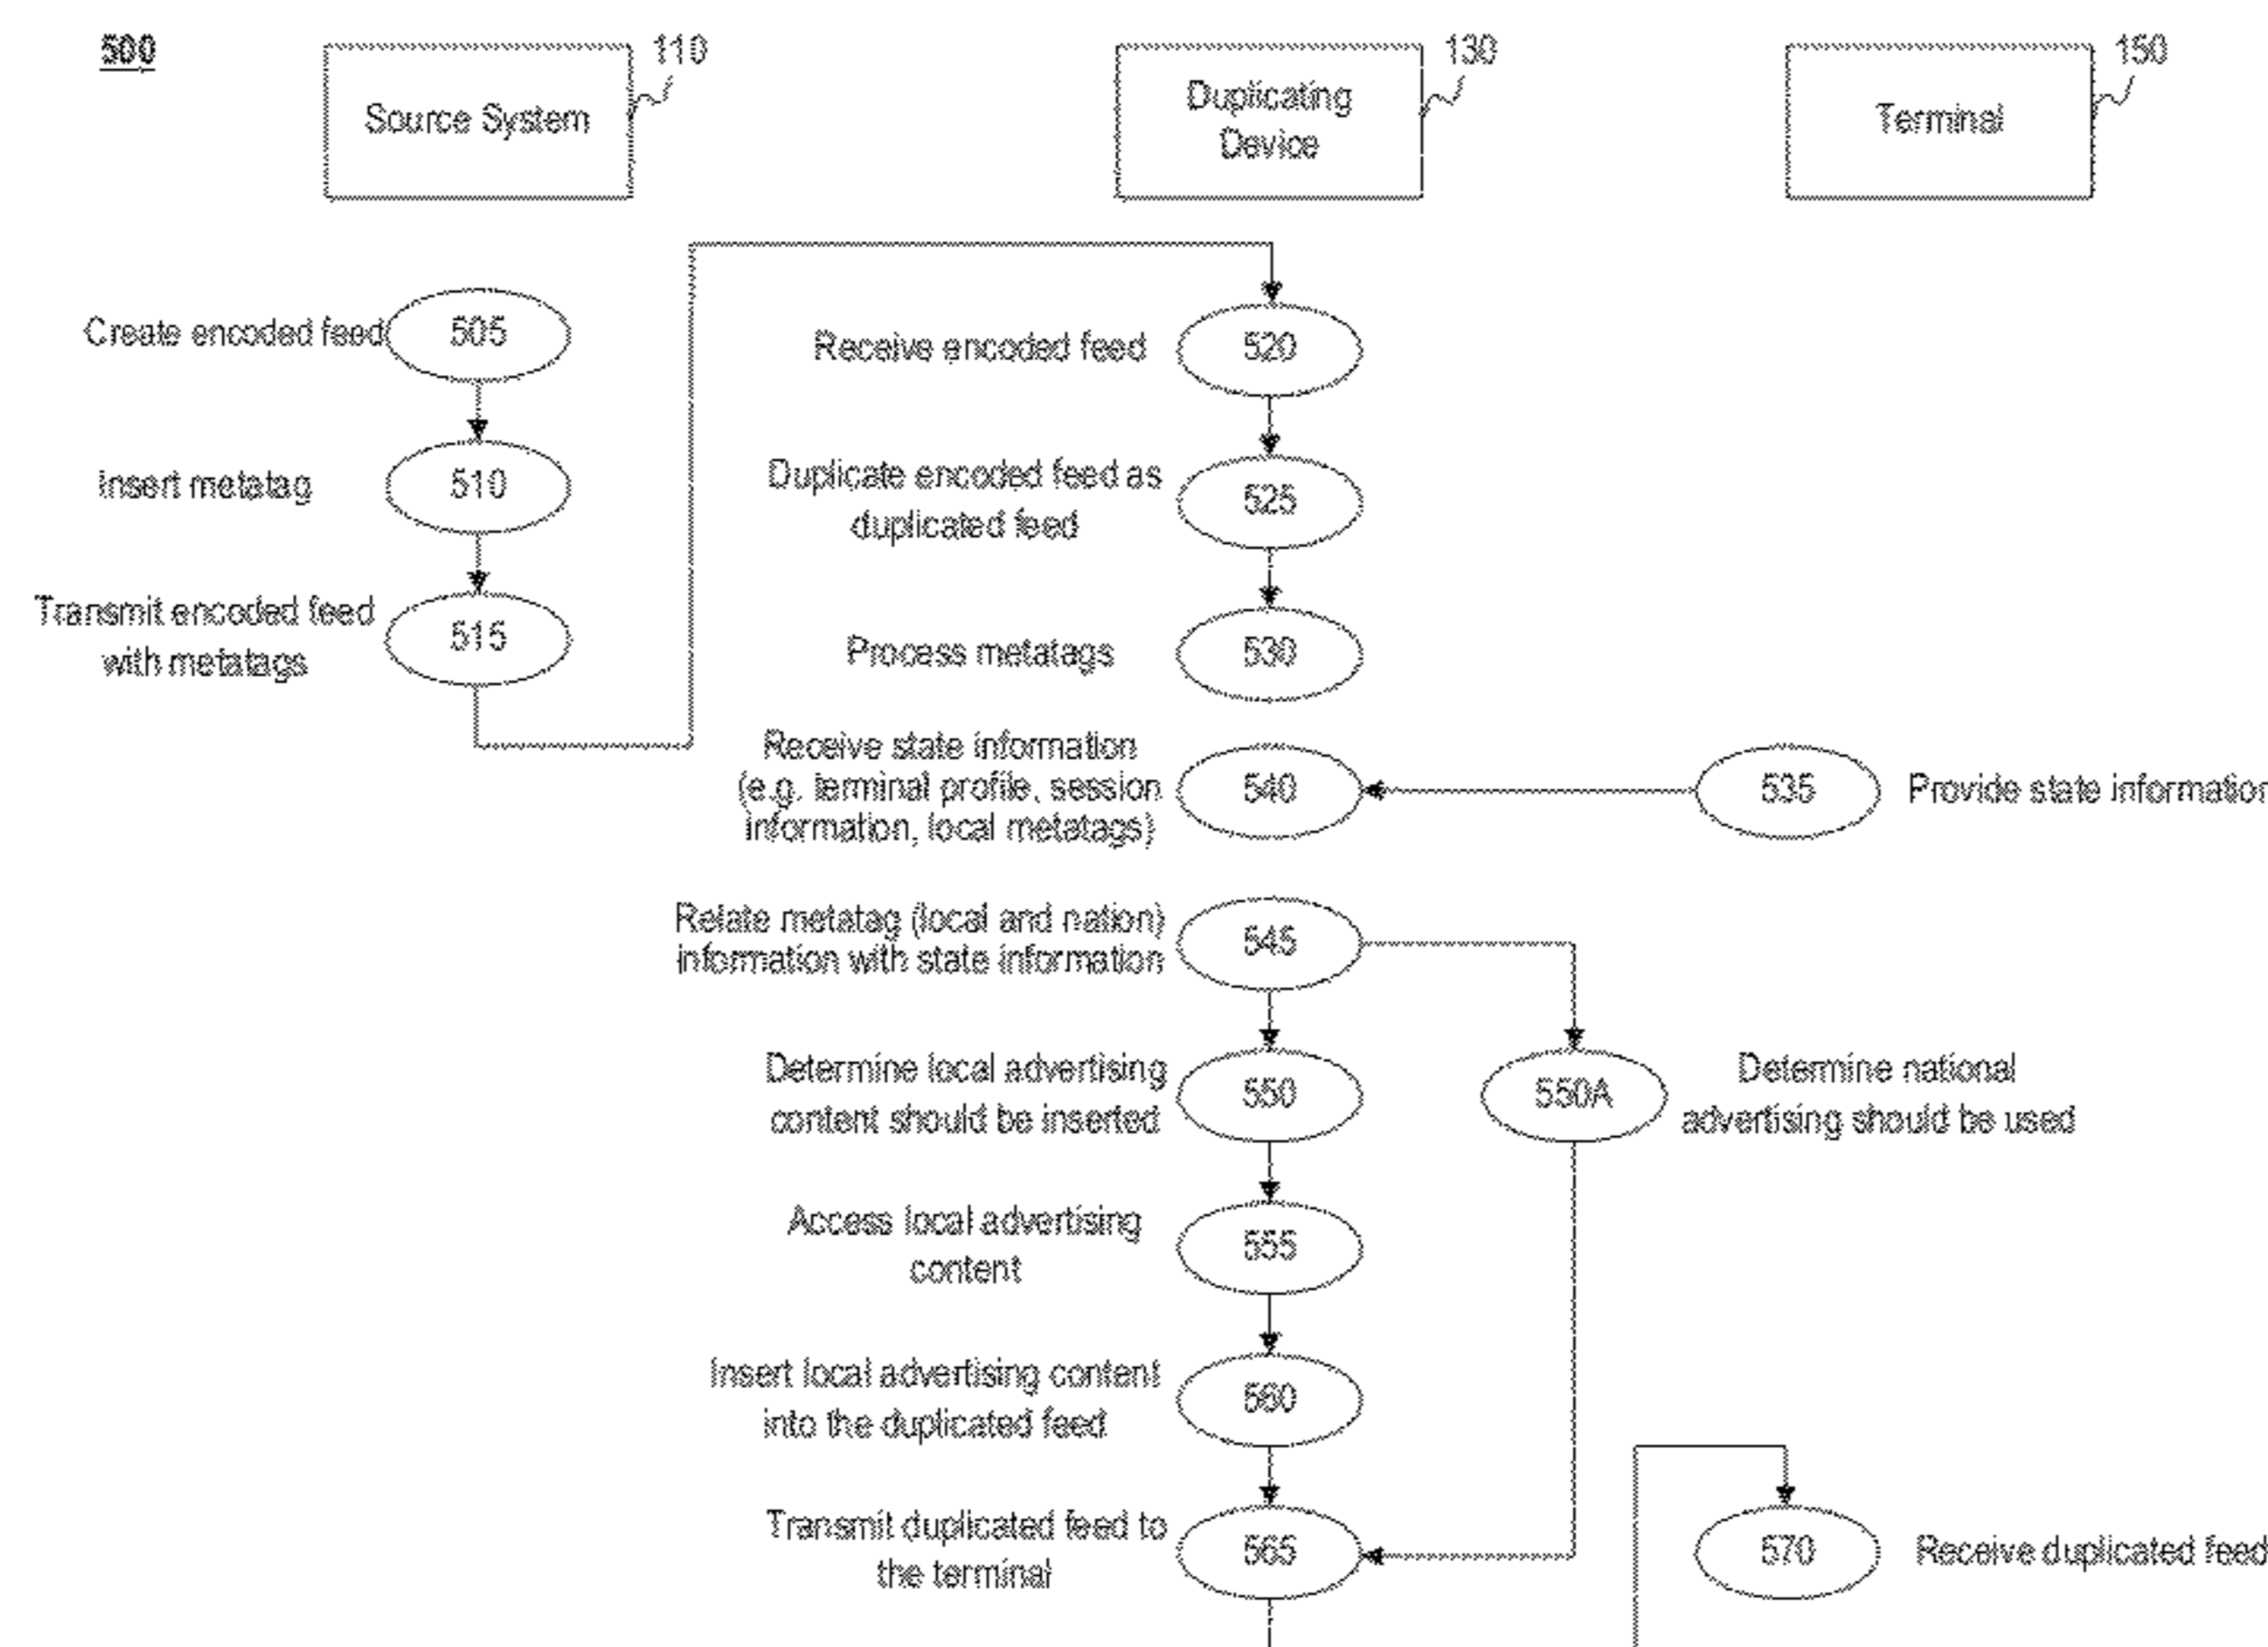 500
110
130
150
Source System
Duplicating
Device
Terminal
Create encoded feed
505
Receive encoded feed
520
Insert metatag
510
Duplicate encoded feed as
duplicated feed
525
Transmit encoded feed
with metatags
515
Process metatags
530
Receive state information
(e.g. terminal profile, session
information, local metatags)
540
535
Provide state information
Relate metatag (local and nation)
information with state information
545
Determine local advertising
content should be inserted
550
550A
Determine national
advertising should be used
Access local advertising
content
555
Insert local advertising content
into the duplicated feed
560
Transmit duplicated feed to
the terminal
565
570
Receive duplicated feed